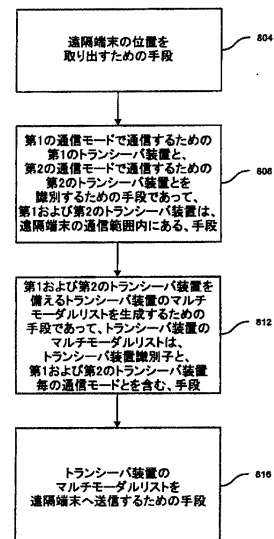 遠隔端末の位置を
取り出すための手段
804
第1の通信モードで通信するための
第1のトランシーバ装置と、
第2の通信モードで通信するための
第2のトランシーバ装置とを
識別するための手段であって、
第1および第2のトランシーバ装置は、
遠隔端末の通信範囲内にある、手段
808
第1および第2のトランシーバ装置を
備えるトランシーバ装置のマルチ
モーダルリストを生成するための
手段であって、トランシーバ装置の
マルチモーダルリストは、
トランシーバ装置識別子と、
第1および第2のトランシーバ装置
毎の通信モードとを含む、手段
812
トランシーバ装置の
マルチモーダルリストを
遠隔端末へ送信するための手段
816